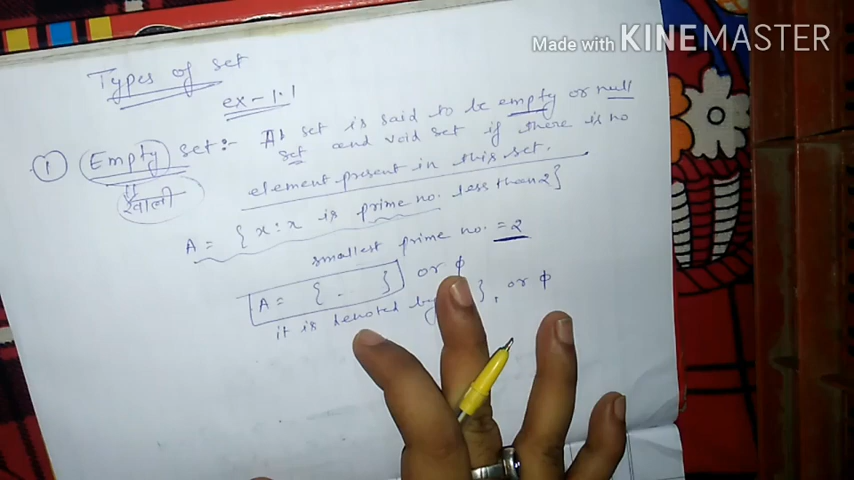 Made with KINEMASTER
Types of set
ex-1.1
① Empty set:- A set is said to be empty or null
set and void set if there is no
element present in this set.
खाली
A = { x : x is prime no. less than 2 }
smallest prime no. = 2
A = { . } or ϕ
it is denoted by }, or ϕ